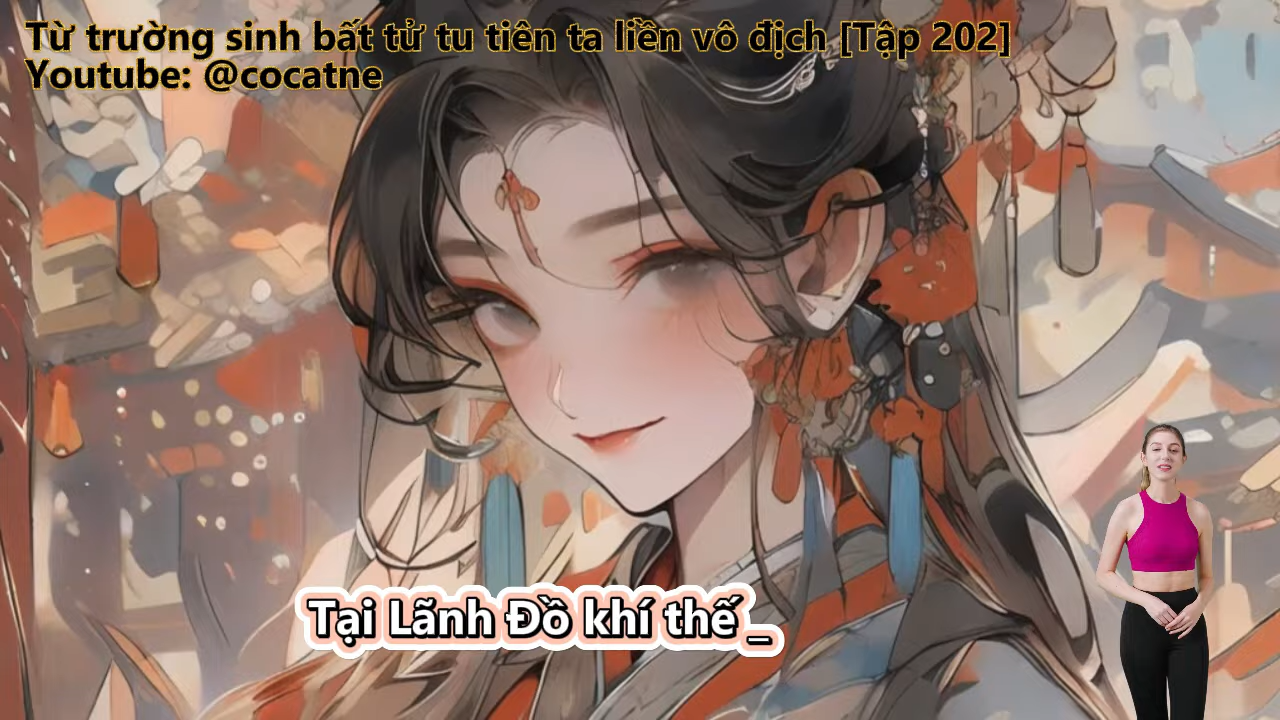 Từ trường sinh bất tử tu tiên ta liền vô địch [Tập 202]
Youtube: @cocatne
Tại Lãnh Đồ khí thế _